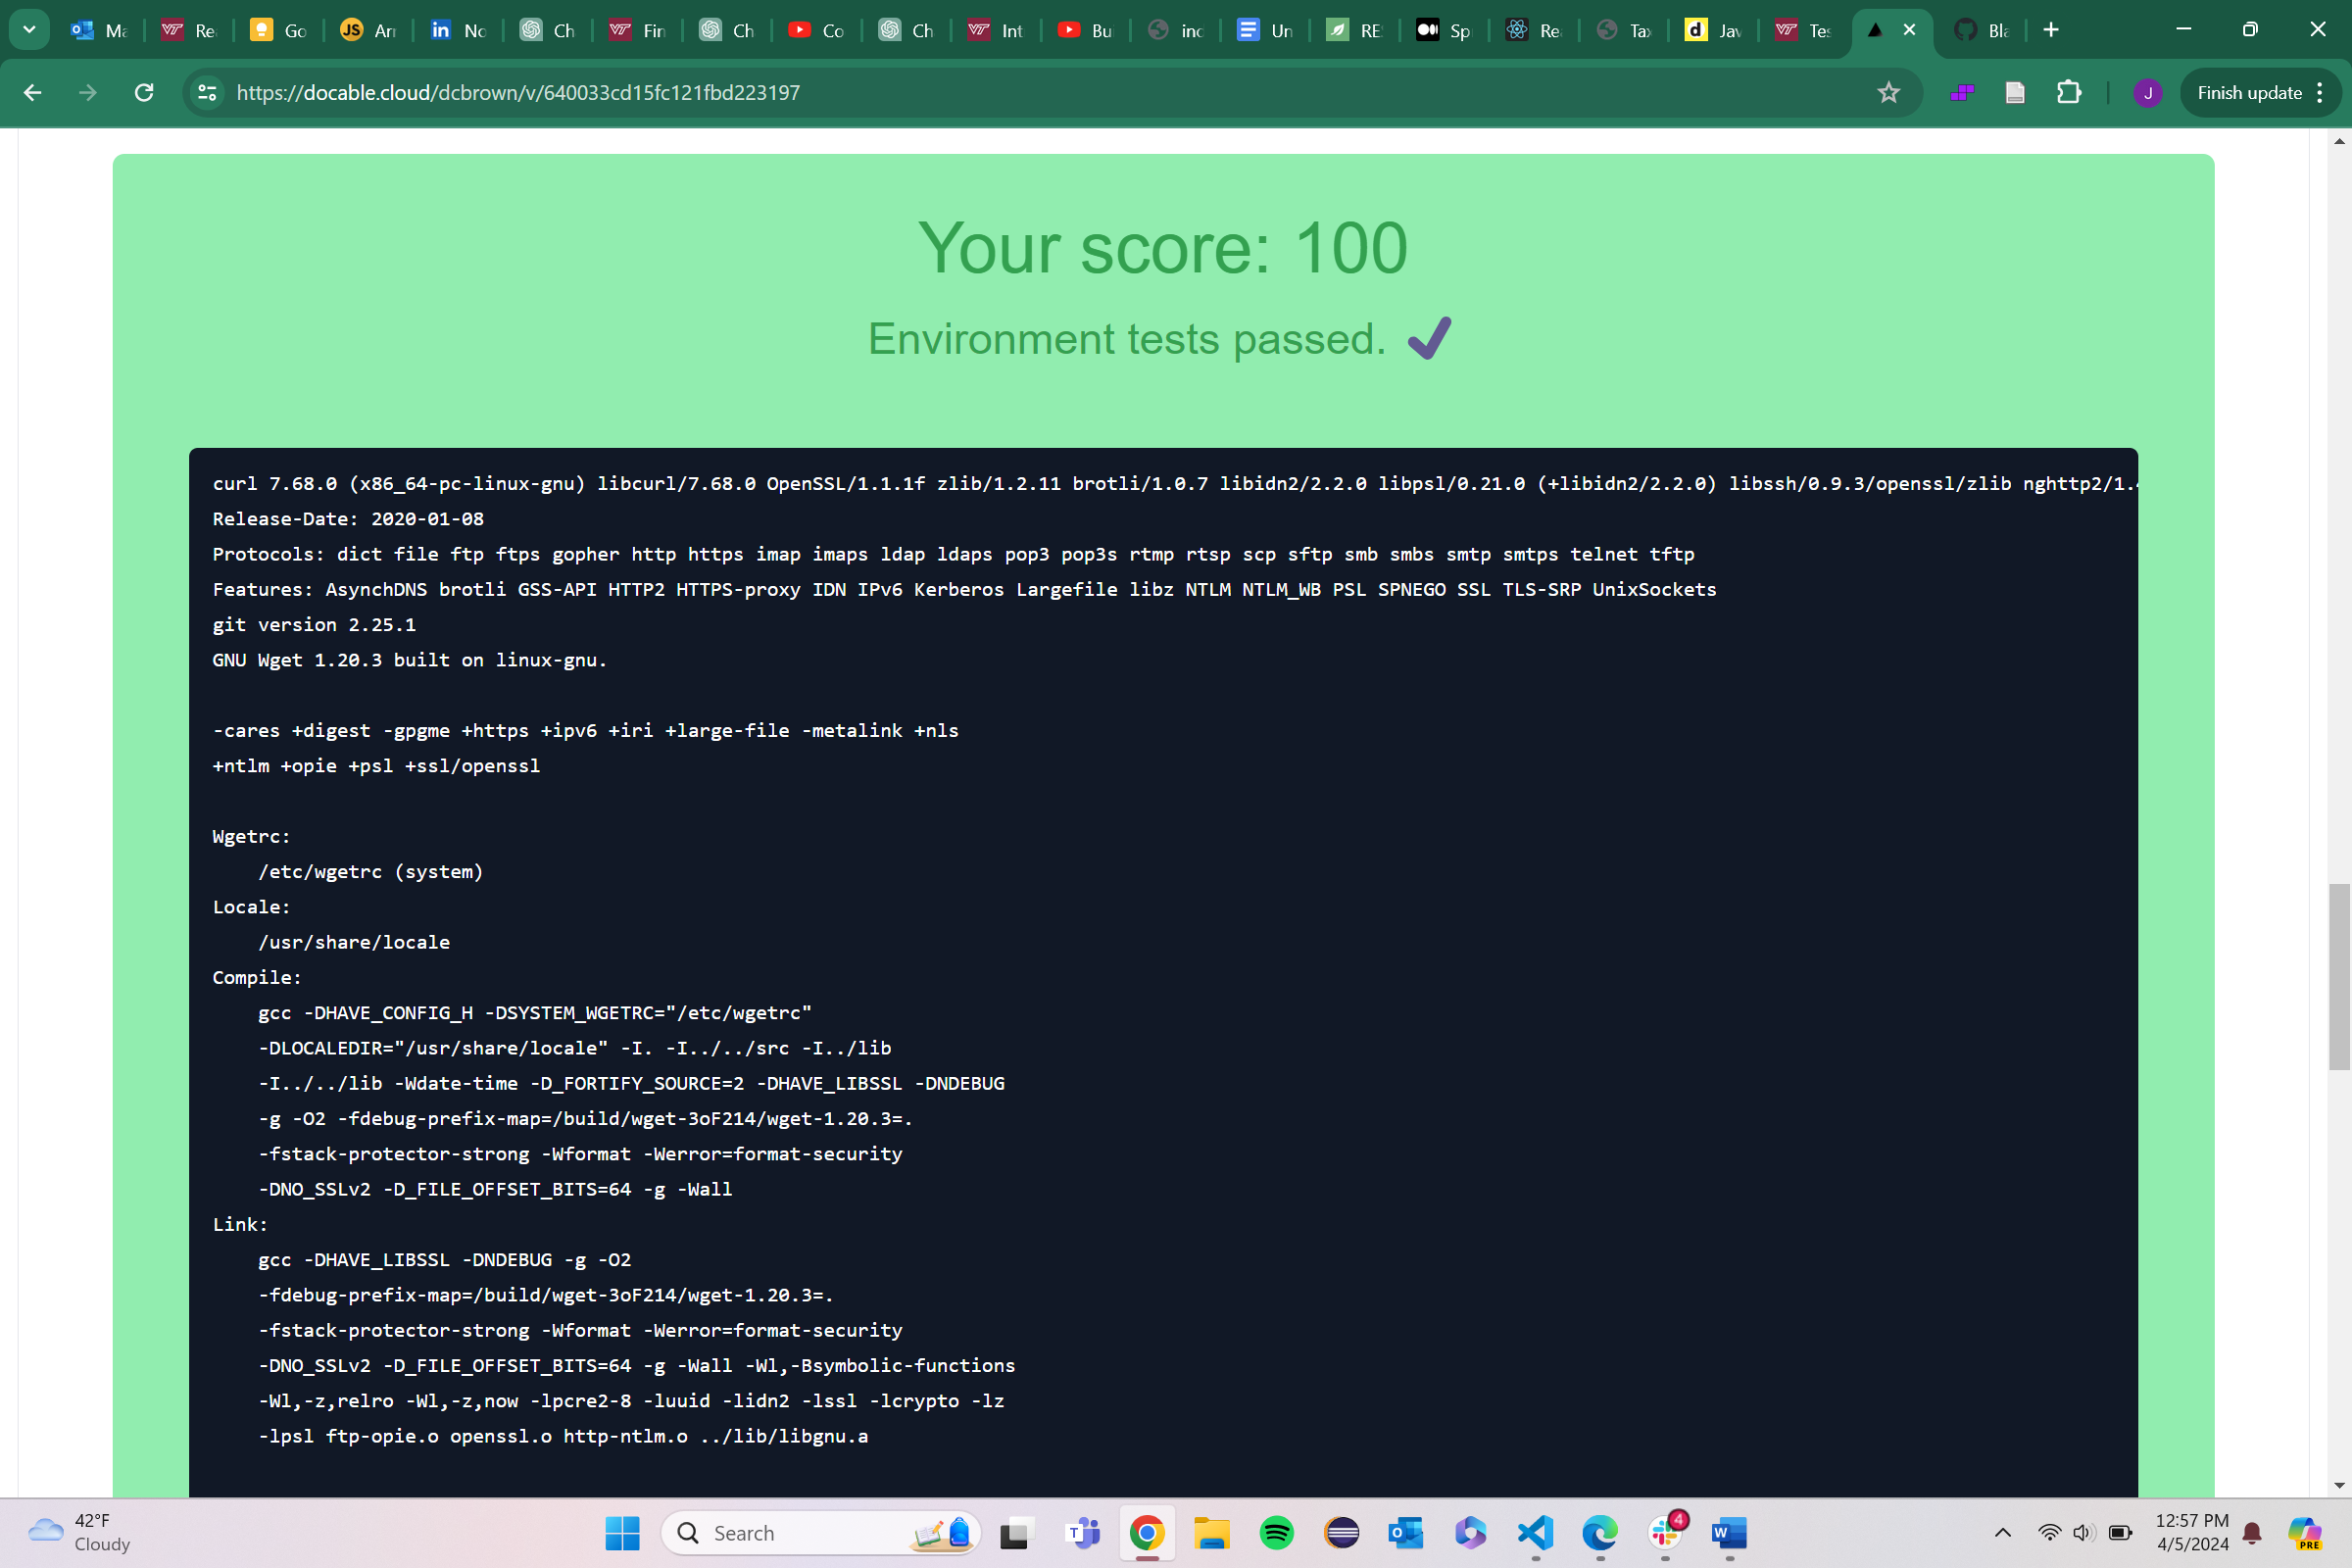 Ma
Re
Go
JS
Arr
in
No
Ch
Fin
Ch
Co
Ch
Int
Bu
inc
Un
RE
Sp
Re
Tax
d
Jav
Tes
Bla
https://docable.cloud/dcbrown/v/640033cd15fc121fbd223197
J
Finish update
Your score: 100
Environment tests passed.
curl 7.68.0 (x86_64-pc-linux-gnu) libcurl/7.68.0 OpenSSL/1.1.1f zlib/1.2.11 brotli/1.0.7 libidn2/2.2.0 libpsl/0.21.0 (+libidn2/2.2.0) libssh/0.9.3/openssl/zlib nghttp2/1.
Release-Date: 2020-01-08
Protocols: dict file ftp ftps gopher http https imap imaps ldap ldaps pop3 pop3s rtmp rtsp scp sftp smb smbs smtp smtps telnet tftp
Features: AsynchDNS brotli GSS-API HTTP2 HTTPS-proxy IDN IPv6 Kerberos Largefile libz NTLM NTLM_WB PSL SPNEGO SSL TLS-SRP UnixSockets
git version 2.25.1
GNU Wget 1.20.3 built on linux-gnu.
-cares +digest -gpgme +https +ipv6 +iri +large-file -metalink +nls
+ntlm +opie +psl +ssl/openssl
Wgetrc:
/etc/wgetrc (system)
Locale:
/usr/share/locale
Compile:
gcc -DHAVE_CONFIG_H -DSYSTEM_WGETRC="/etc/wgetrc"
-DLOCALEDIR="/usr/share/locale" -I. -I../../src -I../lib
-I../../lib -Wdate-time -D_FORTIFY_SOURCE=2 -DHAVE_LIBSSL -DNDEBUG
-g -O2 -fdebug-prefix-map=/build/wget-3oF214/wget-1.20.3=.
-fstack-protector-strong -Wformat -Werror=format-security
-DNO_SSLv2 -D_FILE_OFFSET_BITS=64 -g -Wall
Link:
gcc -DHAVE_LIBSSL -DNDEBUG -g -O2
-fdebug-prefix-map=/build/wget-3oF214/wget-1.20.3=.
-fstack-protector-strong -Wformat -Werror=format-security
-DNO_SSLv2 -D_FILE_OFFSET_BITS=64 -g -Wall -Wl,-Bsymbolic-functions
-Wl,-z,relro -Wl,-z,now -lpcre2-8 -luuid -lidn2 -lssl -lcrypto -lz
-lpsl ftp-opie.o openssl.o http-ntlm.o ../lib/libgnu.a
42°F
Cloudy
Search
4
12:57 PM
4/5/2024
PRE